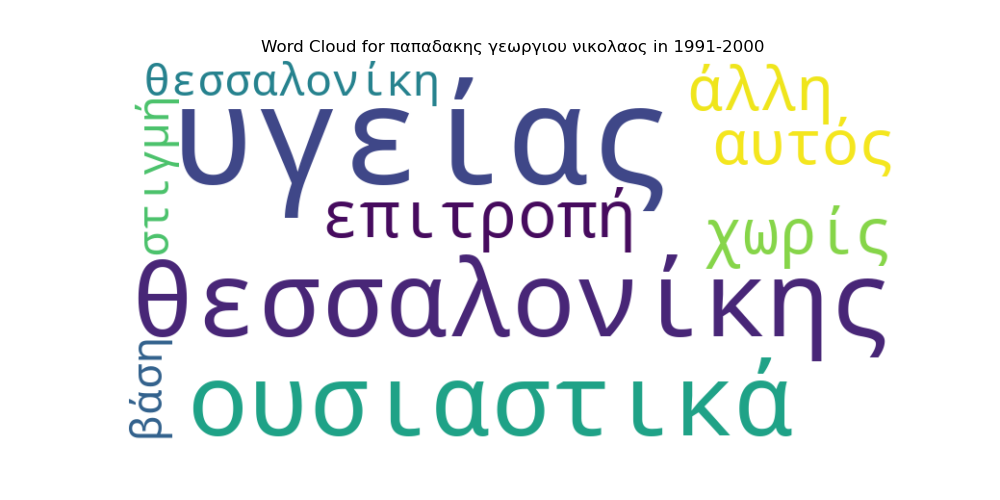 Word Cloud for παπαδακης γεωργιου νικολαος in 1991-2000
θεσσαλονίκη
άλλη
υγείας
αυτός
στιγμή
επιτροπή
χωρίς
θεσσαλονίκης
βάση
ουσιαστικά